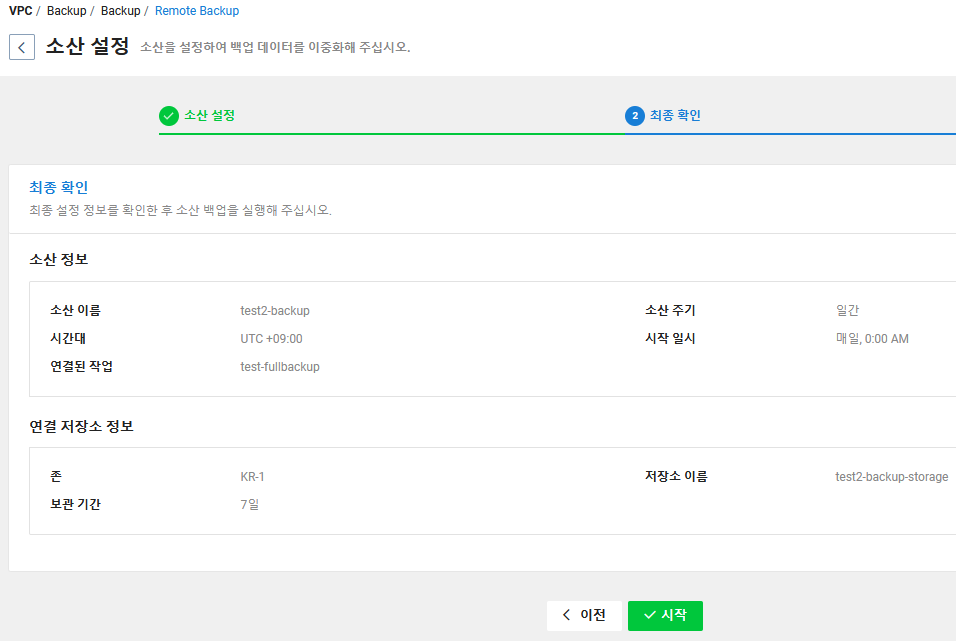 VPC / Backup / Backup / Remote Backup
소산 설정 소산을 설정하여 백업 데이터를 이중화해 주십시오.
소산 설정 2 최종 확인
최종 확인
최종 설정 정보를 확인한 후 소산 백업을 실행해 주십시오.
소산 정보
소산 이름 test2-backup 소산 주기 일간
시간대 UTC +09:00 시작 일시 매일, 0:00 AM
연결된 작업 test-fullbackup
연결 저장소 정보
존 KR-1 저장소 이름 test2-backup-storage
보관 기간 7일
이전 시작